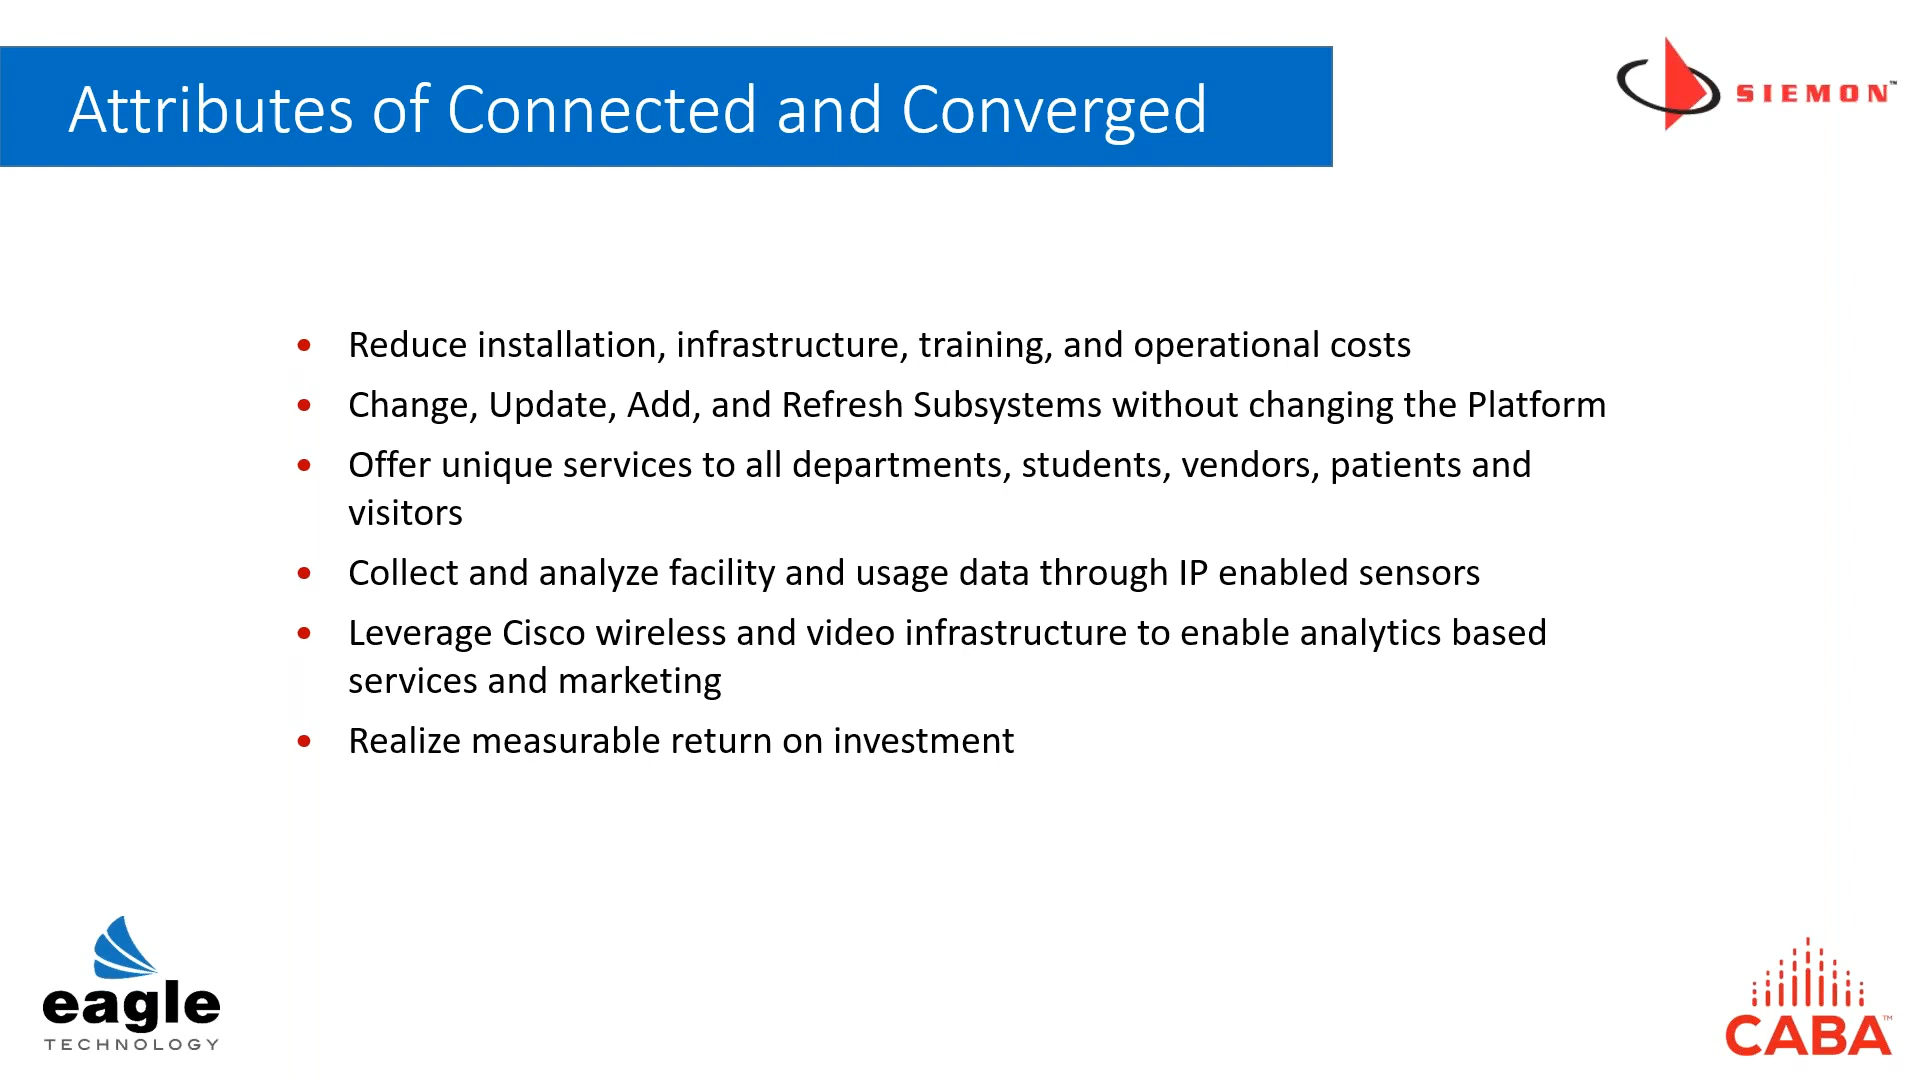 Attributes of Connected and Converged
SIEMON™
• Reduce installation, infrastructure, training, and operational costs
• Change, Update, Add, and Refresh Subsystems without changing the Platform
• Offer unique services to all departments, students, vendors, patients and
visitors
• Collect and analyze facility and usage data through IP enabled sensors
• Leverage Cisco wireless and video infrastructure to enable analytics based
services and marketing
• Realize measurable return on investment
eagle
TECHNOLOGY
CABA™